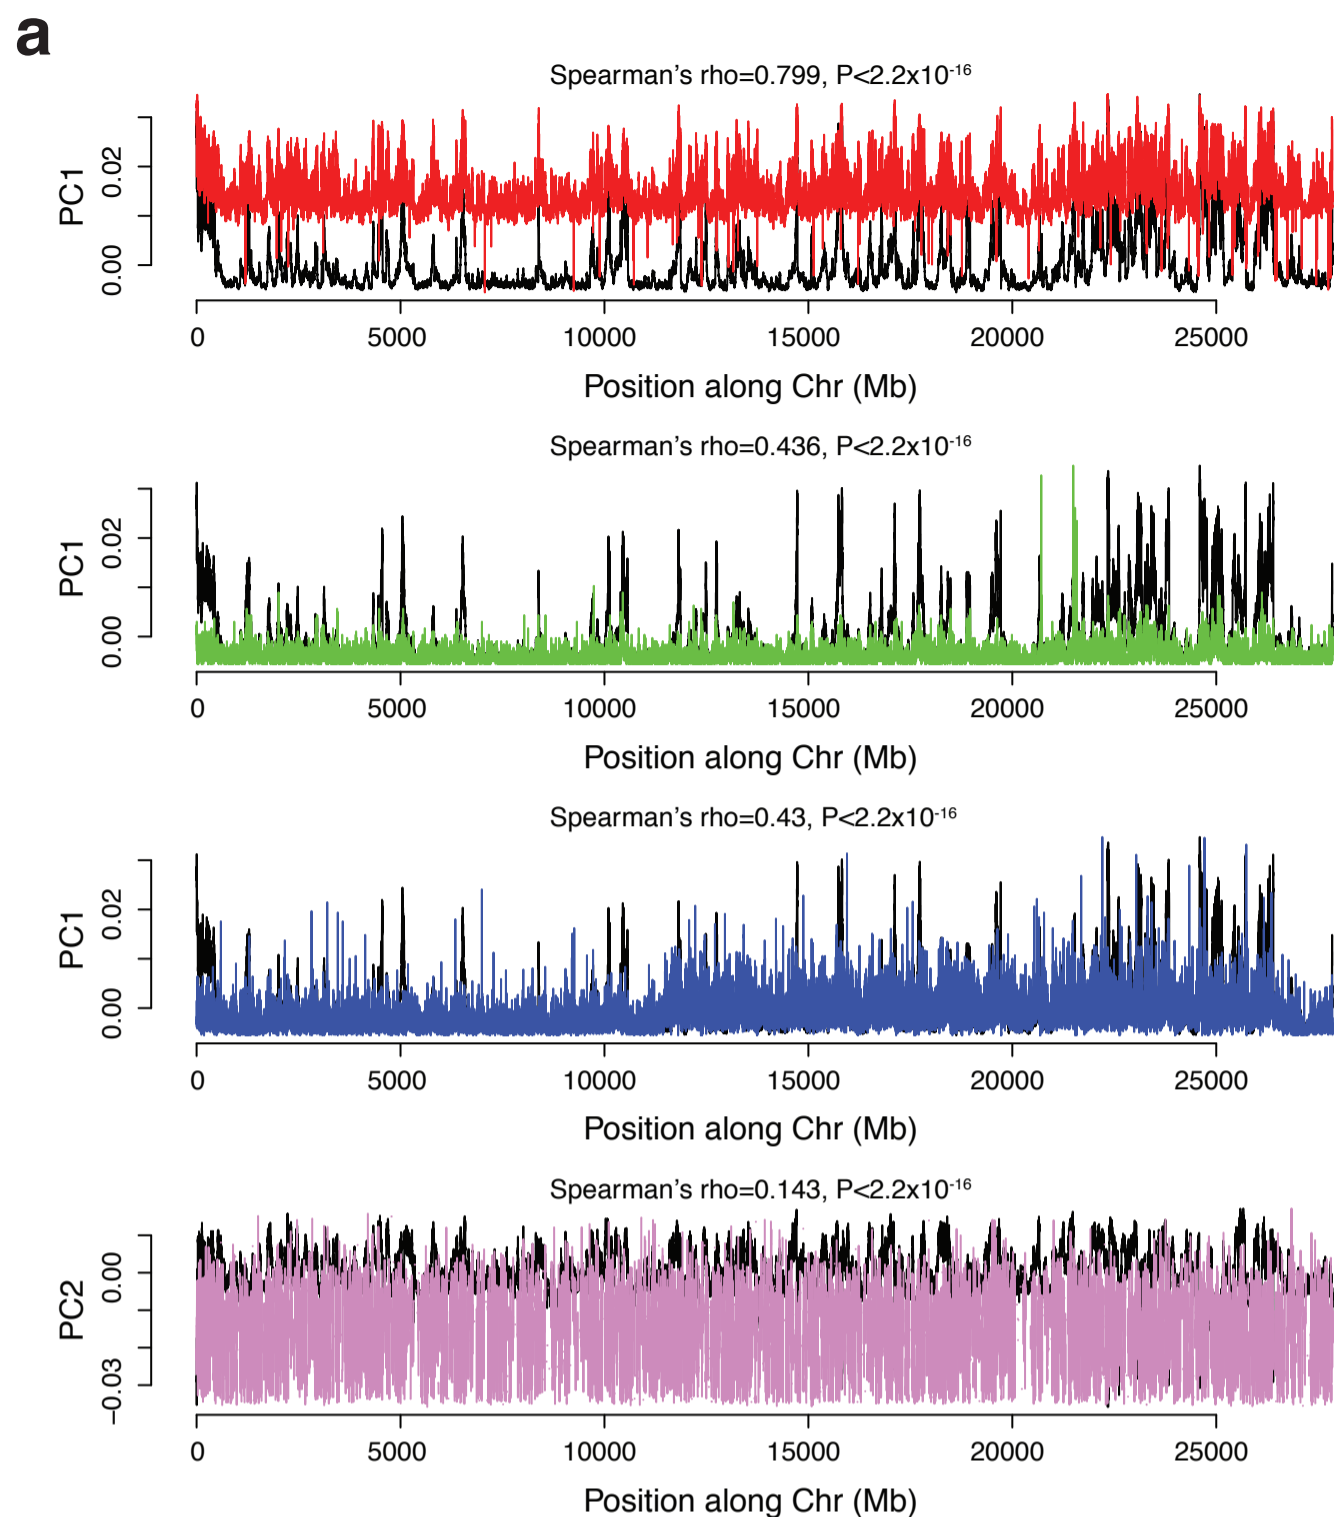 a
Spearman's rho=0.799, P<2.2x10-16
PC1
0.00 0.02
0 5000 10000 15000 20000 25000
Position along Chr (Mb)
Spearman's rho=0.436, P<2.2x10-16
PC1
0.00 0.02
0 5000 10000 15000 20000 25000
Position along Chr (Mb)
Spearman's rho=0.43, P<2.2x10-16
PC1
0.00 0.02
0 5000 10000 15000 20000 25000
Position along Chr (Mb)
Spearman's rho=0.143, P<2.2x10-16
PC2
−0.03 0.00
0 5000 10000 15000 20000 25000
Position along Chr (Mb)